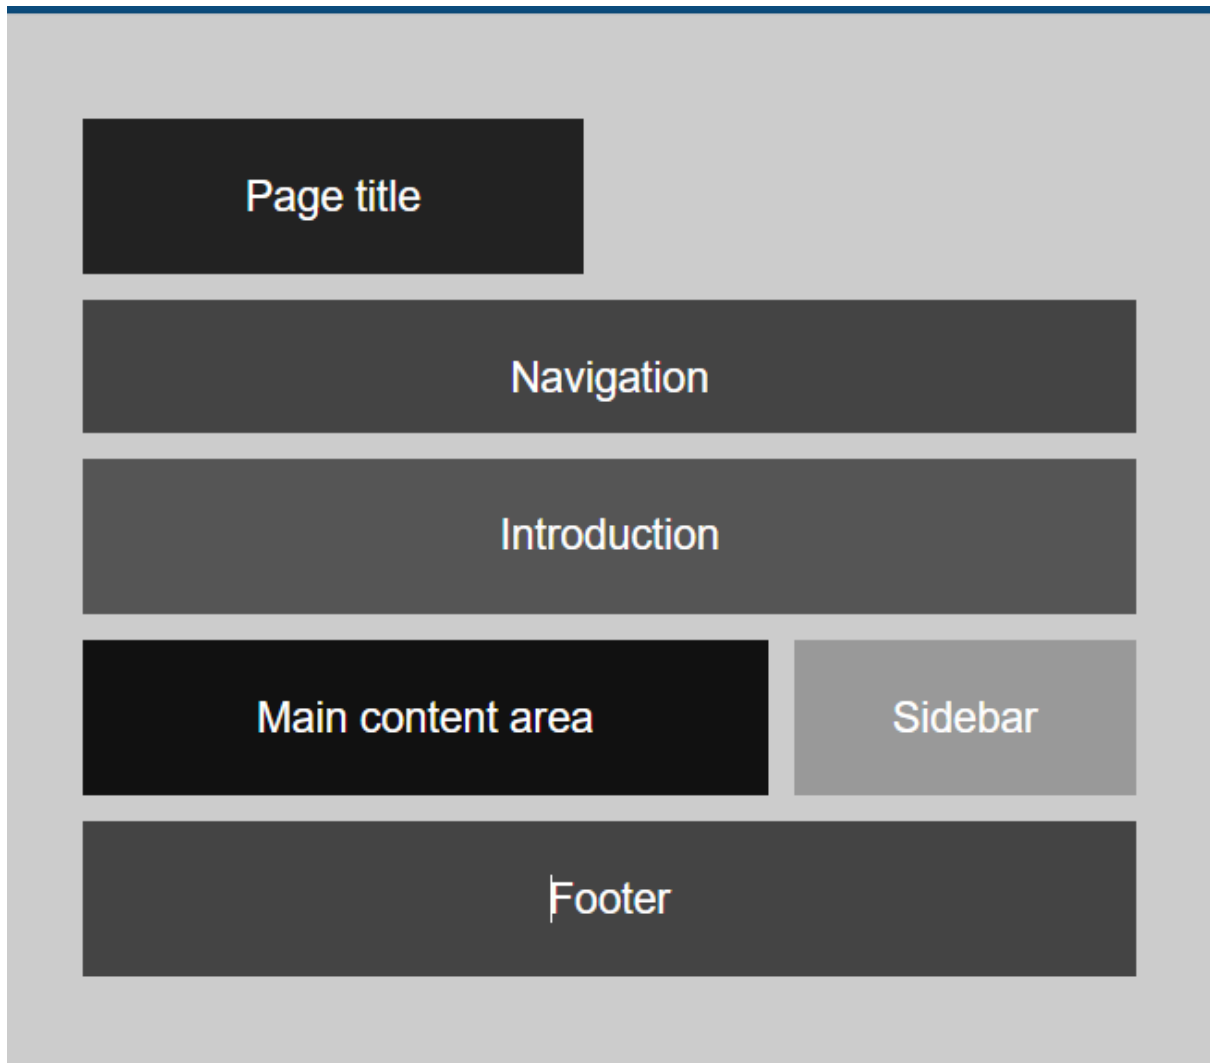 Page title
Navigation
Introduction
Main content area
Sidebar
Footer